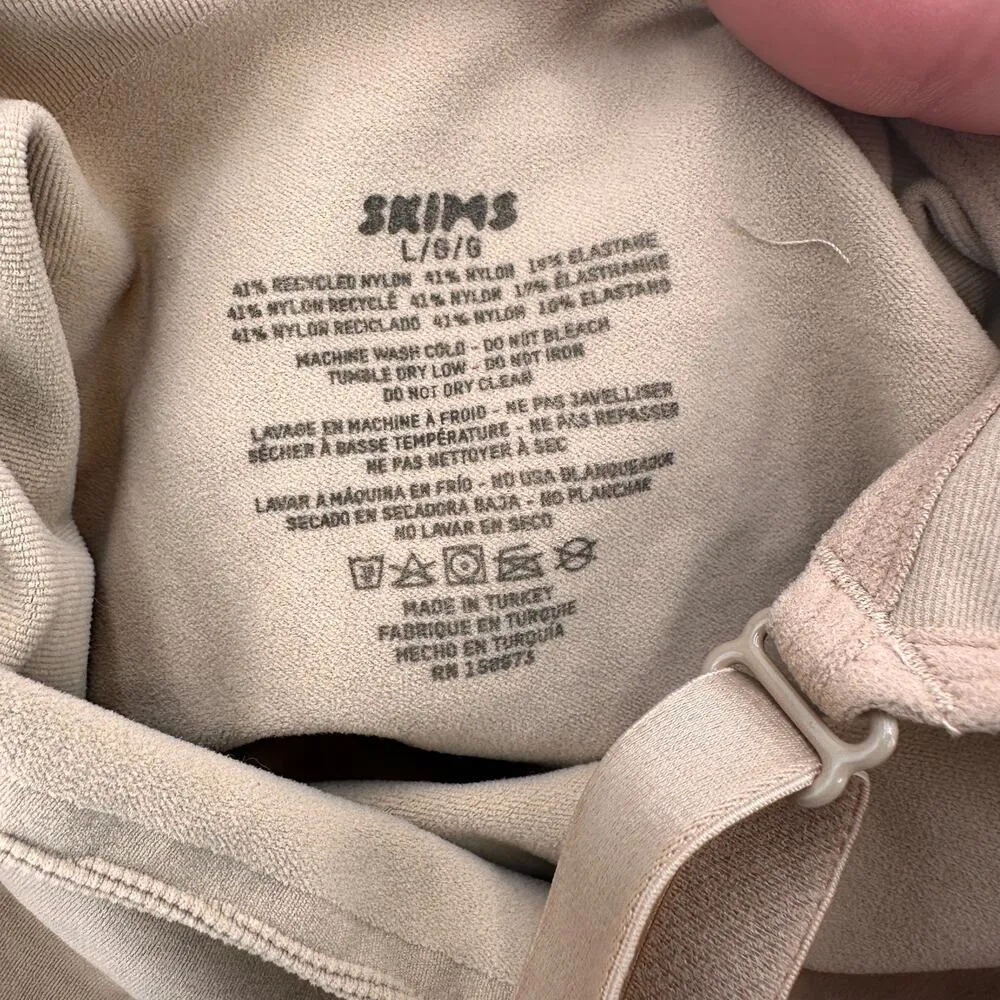 SKIMS
L/G/G
41% RECYCLED NYLON 41% NYLON 18% ELASTANE
41% NYLON RECYCLÉ 41% NYLON 18% ÉLASTHANNE
41% NYLON RECICLADO 41% NYLON 18% ELASTANO
MACHINE WASH COLD - DO NOT BLEACH
TUMBLE DRY LOW - DO NOT IRON
DO NOT DRY CLEAN
LAVAGE EN MACHINE À FROID - NE PAS JAVELLISER
SÉCHER À BASSE TEMPÉRATURE - NE PAS REPASSER
NE PAS NETTOYER À SEC
LAVAR A MÁQUINA EN FRÍO - NO USA BLANQUEADOR
SECADO EN SECADORA BAJA - NO PLANCHAR
NO LAVAR EN SECO
MADE IN TURKEY
FABRIQUE EN TURQUIE
HECHO EN TURQUÍA
RN